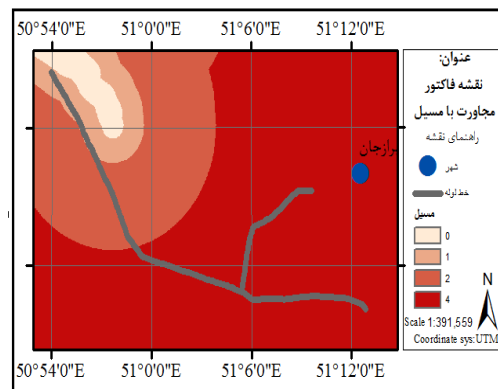 50°54'0"E 51°0'0"E 51°6'0"E 51°12'0"E
عنوان:
نقشه فاکتور
مجاورت با مسیل
راهنمای نقشه
برازجان
شهر
خط لوله
مسیل
0
1
2
4
N
Scale 1:391,559
Coordinate sys:UTM
50°54'0"E 51°0'0"E 51°6'0"E 51°12'0"E